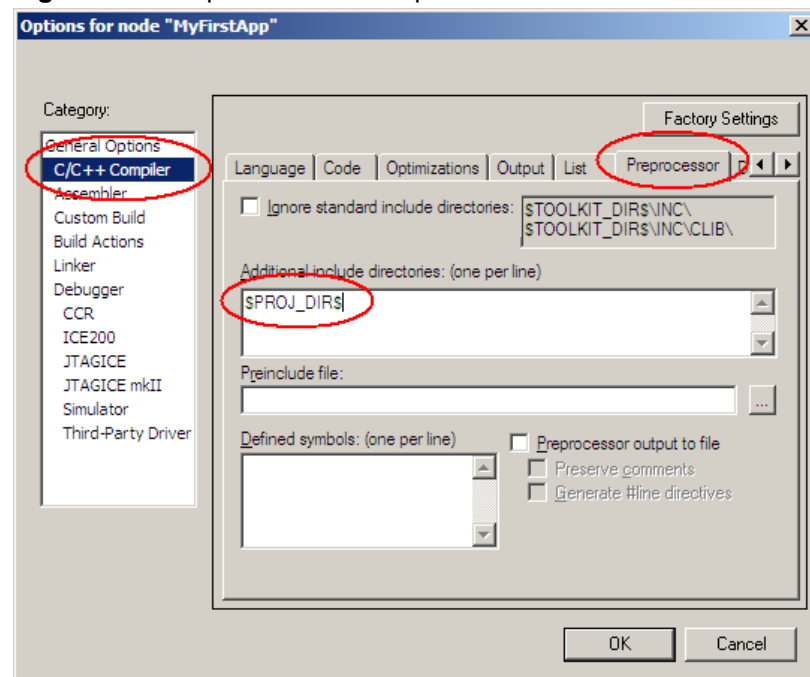 Options for node "MyFirstApp"
Category:
General Options
C/C++ Compiler
Assembler
Custom Build
Build Actions
Linker
Debugger
CCR
ICE200
JTAGICE
JTAGICE mkII
Simulator
Third-Party Driver
Factory Settings
Language Code Optimizations Output List Preprocessor
Ignore standard include directories:
$TOOLKIT_DIR$\INC\
$TOOLKIT_DIR$\INC\CLIB\
Additional include directories: (one per line)
$PROJ_DIR$
Preinclude file:
...
Defined symbols: (one per line)
Preprocessor output to file
Preserve comments
Generate #line directives
OK Cancel